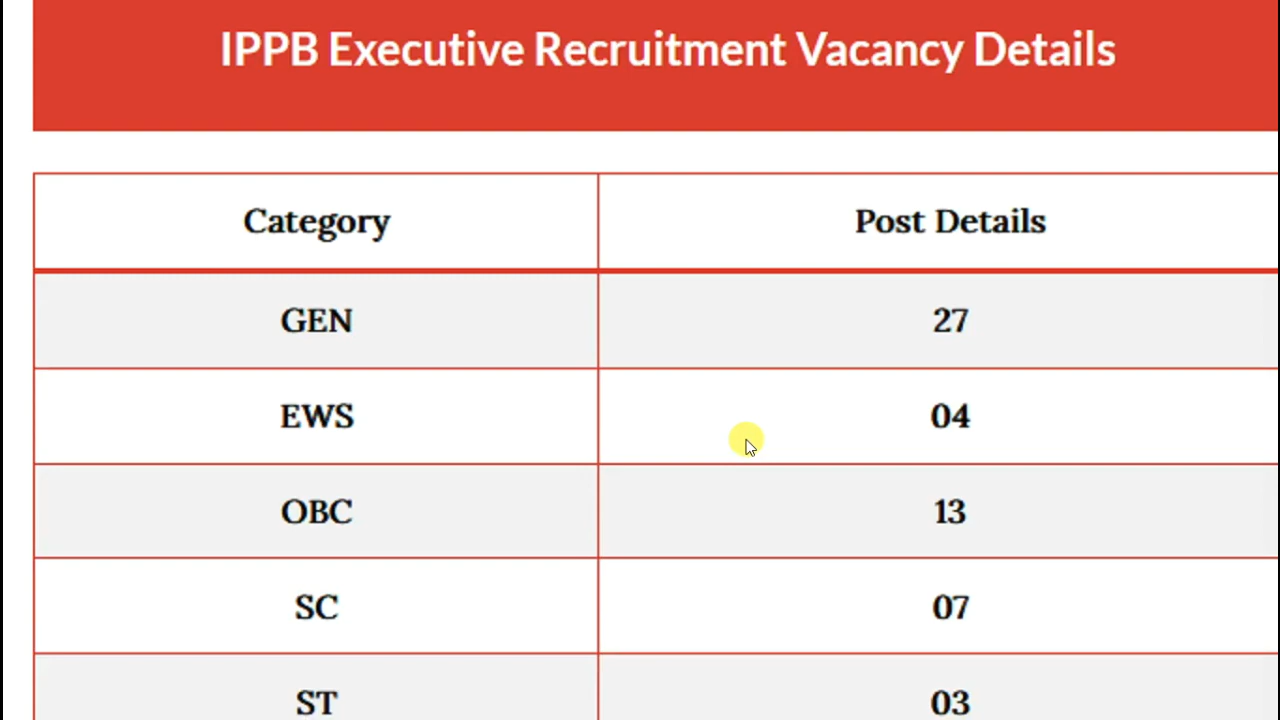 IPPB Executive Recruitment Vacancy Details
Category Post Details
GEN 27
EWS 04
OBC 13
SC 07
ST 03